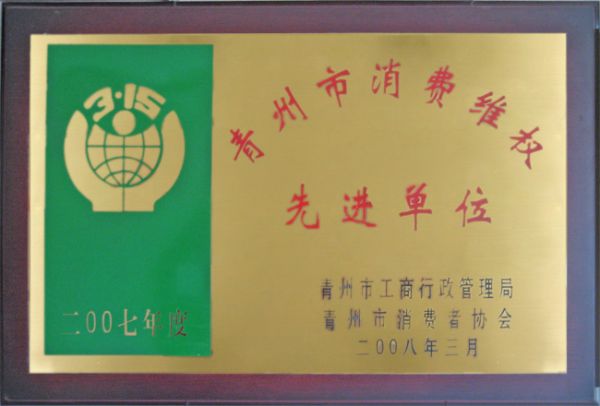 3·15
二00七年度
青州市消费维权
先进单位
青州市工商行政管理局
青州市消费者协会
二00八年三月